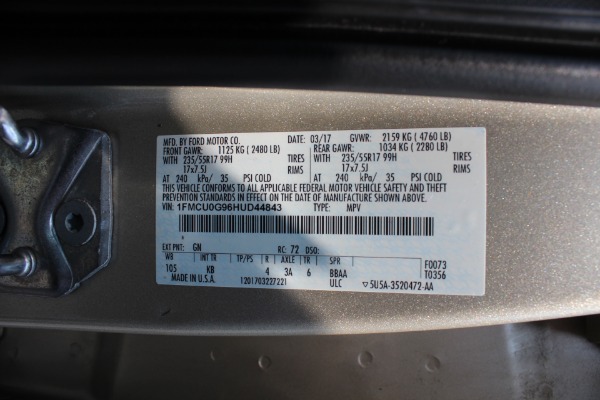 MFD. BY FORD MOTOR CO. DATE: 03/17 GVWR: 2159 KG ( 4760 LB)
FRONT GAWR: 1125 KG ( 2480 LB) REAR GAWR: 1034 KG ( 2280 LB)
WITH 235/55R17 99H TIRES WITH 235/55R17 99H TIRES
17x7.5J RIMS 17x7.5J RIMS
AT 240 kPa/ 35 PSI COLD AT 240 kPa/ 35 PSI COLD
THIS VEHICLE CONFORMS TO ALL APPLICABLE FEDERAL MOTOR VEHICLE SAFETY AND THEFT PREVENTION STANDARDS
IN EFFECT ON THE DATE OF MANUFACTURE SHOWN ABOVE.
VIN: 1FMCU0G96HUD44843 TYPE: MPV
EXT PNT: GN RC: 72 DSO:
WB INT TR TP/PS R AXLE TR SPR F0073
105 KB 4 3A 6 BBAA T0356
MADE IN U.S.A. 1201703227221 ULC 5U5A-3520472-AA